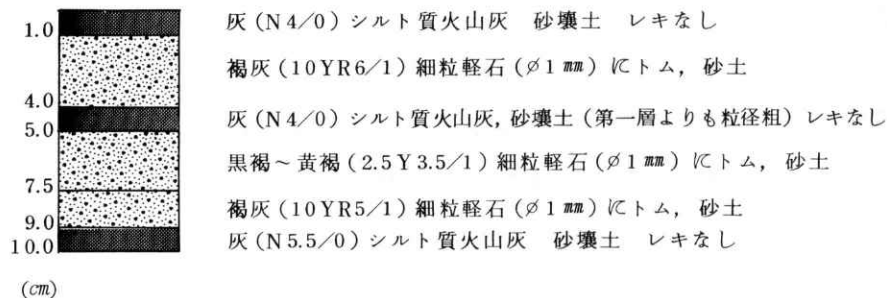 灰(N4/0)シルト質火山灰 砂壤土 レキなし
1.0
褐灰(10YR6/1)細粒軽石(∅1㎜)にトム,砂土
4.0
灰(N4/0)シルト質火山灰,砂壤土(第一層よりも粒径粗)レキなし
5.0
黒褐~黄褐(2.5Y3.5/1)細粒軽石(∅1㎜)にトム,砂土
7.5
褐灰(10YR5/1)細粒軽石(∅1㎜)にトム,砂土
9.0
灰(N5.5/0)シルト質火山灰 砂壤土 レキなし
10.0
(cm)